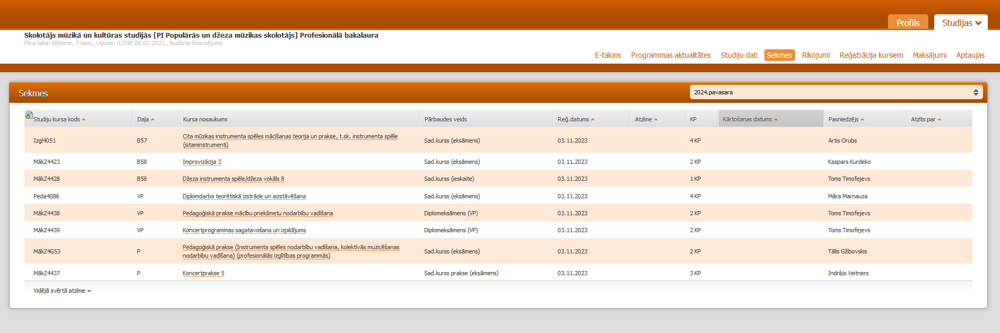 Profils Studijas
Skolotājs mūzikā un kultūras studijās [PI Populārās un džeza mūzikas skolotājs] Profesionālā bakalaura
Pilna laika: klātiene, 7-sem., Līgums: 0259P 08.02.2021., Budžeta finansējums
E-talons Programmas aktualitātes Studiju dati Sekmes Rīkojumi Reģistrācija kursiem Maksājumi Aptaujas
Sekmes 2024.pavasara
Studiju kursa kods Daļa Kursa nosaukums Pārbaudes veids Reģ.datums Atzīme KP Kārtošanas datums Pasniedzējs Atzīts par
Izgl4051 B57 Cita mūzikas instrumenta spēles mācīšanas teorija un prakse, t.sk. instrumenta spēle
(sitaminstrumenti) Sad.kurss (eksāmens) 03.11.2023 4 KP Artis Orubs
MākZ4423 B58 Improvizācija 3 Sad.kurss (eksāmens) 03.11.2023 2 KP Kaspars Kurdeko
MākZ4428 B58 Džeza instrumenta spēle/džeza vokāls 8 Sad.kurss (ieskaite) 03.11.2023 1 KP Toms Timofejevs
Peda4086 VP Diplomdarba teorētiskā izstrāde un aizstāvēšana Sad.kurss (eksāmens) 03.11.2023 4 KP Māra Marnauza
MākZ4438 VP Pedagoģiskā prakse mācību priekšmetu nodarbību vadīšana Diplomeksāmens (VP) 03.11.2023 2 KP Toms Timofejevs
MākZ4439 VP Koncertprogrammas sagatavošana un izpildījums Diplomeksāmens (VP) 03.11.2023 2 KP Toms Timofejevs
MākZ4G53 P Pedagoģiskā prakse (Instrumenta spēles nodarbību vadīšana, kolektīvās muzicēšanas
nodarbību vadīšana) (profesionālās izglītības programmās) Sad.kurss (eksāmens) 03.11.2023 2 KP Tālis Gžibovskis
MākZ4437 P Koncertprakse 5 Sad.kurss prakse (eksāmens) 03.11.2023 3 KP Indriķis Veitners
Vidējā svērtā atzīme =